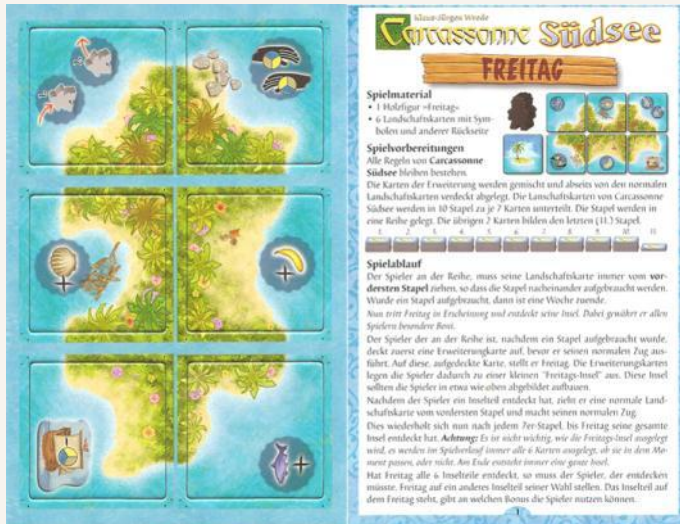 Klaus-Jürgen Wrede
Carcassonne Südsee
FREITAG
Spielmaterial
• 1 Holzfigur »Freitag«
• 6 Landschaftskarten mit Sym-
bolen und anderer Rückseite
Spielvorbereitungen
Alle Regeln von Carcassonne
Südsee bleiben bestehen.
Die Karten der Erweiterung werden gemischt und abseits von den normalen
Landschaftskarten verdeckt abgelegt. Die Lanschaftskarten von Carcassonne
Südsee werden in 10 Stapel zu je 7 Karten unterteilt. Die Stapel werden in
eine Reihe gelegt. Die übrigen 2 Karten bilden den letzten (11.) Stapel.
1. 2. 3. 4. 5. 6. 7. 8. 9. 10. 11.
Spielablauf
Der Spieler an der Reihe, muss seine Landschaftskarte immer vom vor-
dersten Stapel ziehen, so dass die Stapel nacheinander aufgebraucht werden.
Wurde ein Stapel aufgebraucht, dann ist eine Woche zuende.
Nun tritt Freitag in Erscheinung und entdeckt seine Insel. Dabei gewährt er allen
Spielern besondere Boni.
Der Spieler der an der Reihe ist, nachdem ein Stapel aufgebraucht wurde,
deckt zuerst eine Erweiterungkarte auf, bevor er seinen normalen Zug aus-
führt. Auf diese, aufgedeckte Karte, stellt er Freitag. Die Erweiterungskarten
legen die Spieler dadurch zu einer kleinen "Freitags-Insel" aus. Diese Insel
sollten die Spieler in etwa wie oben abgebildet aufbauen.
Nachdem der Spieler ein Inselteil entdeckt hat, zieht er eine normale Land-
schaftskarte vom vordersten Stapel und macht seinen normalen Zug.
Dies wiederholt sich nun nach jedem 7er-Stapel, bis Freitag seine gesamte
Insel entdeckt hat. Achtung: Es ist nicht wichtig, wie die Freitags-Insel ausgelegt
wird, es werden im Spielverlauf immer alle 6 Karten ausgelegt, ob sie in dem Mo-
ment passen, oder nicht. Am Ende entsteht immer eine ganze Insel.
Hat Freitag alle 6 Inselteile entdeckt, so muss der Spieler, der entdecken
müsste, Freitag auf ein anderes Inselteil seiner Wahl stellen. Das Inselteil auf
dem Freitag steht, gibt an welchen Bonus die Spieler nutzen können.
1